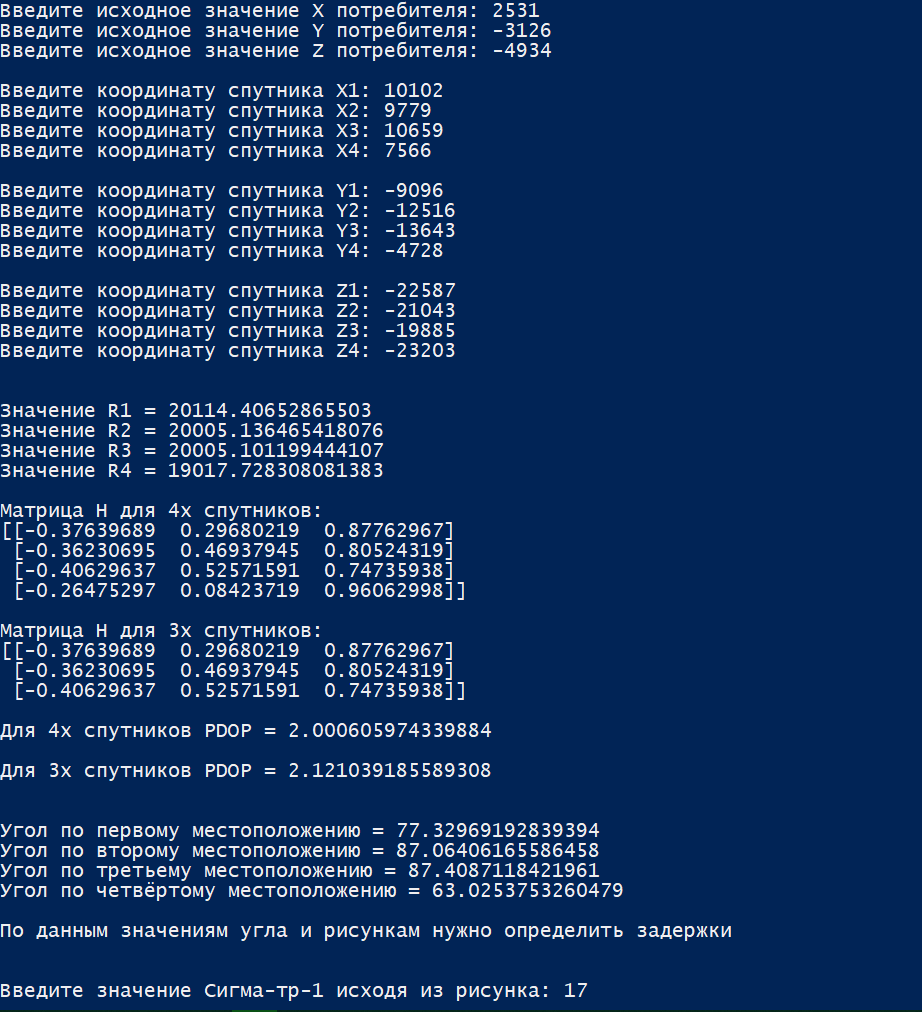 Введите исходное значение X потребителя: 2531
Введите исходное значение Y потребителя: -3126
Введите исходное значение Z потребителя: -4934
Введите координату спутника X1: 10102
Введите координату спутника X2: 9779
Введите координату спутника X3: 10659
Введите координату спутника X4: 7566
Введите координату спутника Y1: -9096
Введите координату спутника Y2: -12516
Введите координату спутника Y3: -13643
Введите координату спутника Y4: -4728
Введите координату спутника Z1: -22587
Введите координату спутника Z2: -21043
Введите координату спутника Z3: -19885
Введите координату спутника Z4: -23203
Значение R1 = 20114.40652865503
Значение R2 = 20005.136465418076
Значение R3 = 20005.101199444107
Значение R4 = 19017.728308081383
Матрица H для 4х спутников:
[[-0.37639689  0.29680219  0.87762967]
 [-0.36230695  0.46937945  0.80524319]
 [-0.40629637  0.52571591  0.74735938]
 [-0.26475297  0.08423719  0.96062998]]
Матрица H для 3х спутников:
[[-0.37639689  0.29680219  0.87762967]
 [-0.36230695  0.46937945  0.80524319]
 [-0.40629637  0.52571591  0.74735938]]
Для 4х спутников PDOP = 2.000605974339884
Для 3х спутников PDOP = 2.121039185589308
Угол по первому местоположению = 77.32969192839394
Угол по второму местоположению = 87.06406165586458
Угол по третьему местоположению = 87.4087118421961
Угол по четвёртому местоположению = 63.0253753260479
По данным значениям угла и рисункам нужно определить задержки
Введите значение Сигма-тр-1 исходя из рисунка: 17